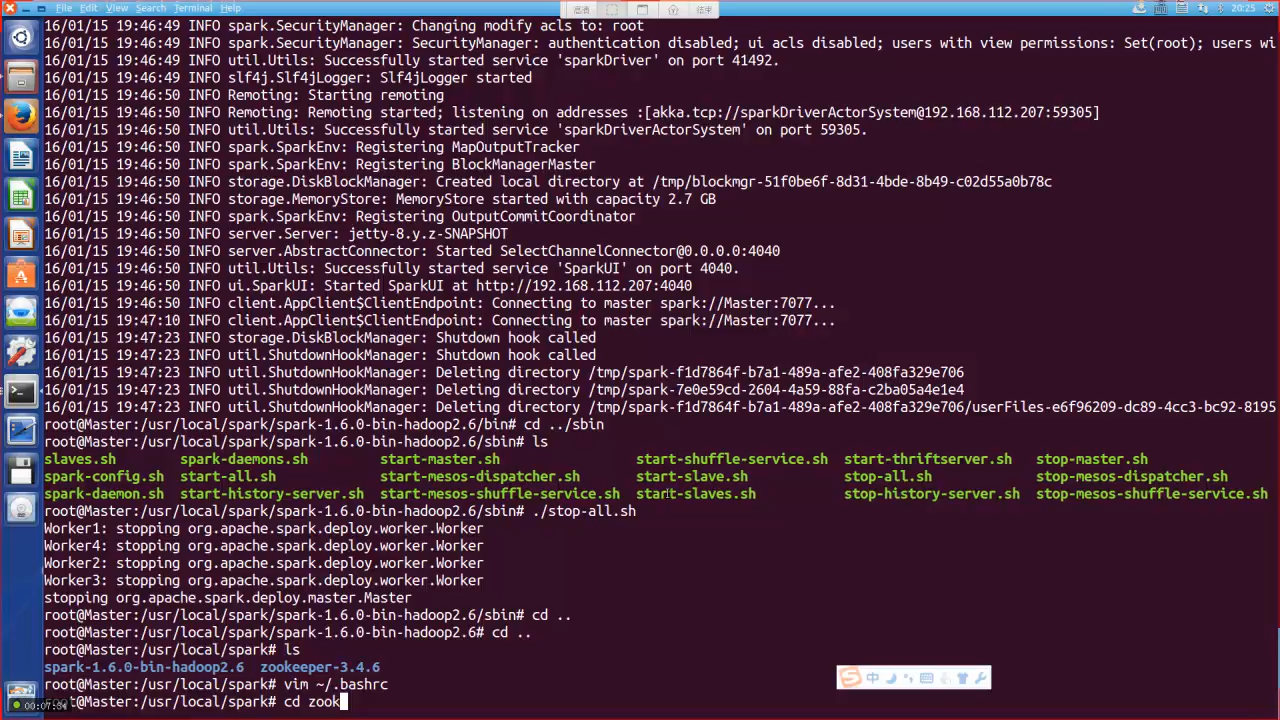 File Edit View Search Terminal Help
结束
20:25
16/01/15 19:46:49 INFO spark.SecurityManager: Changing modify acls to: root
16/01/15 19:46:49 INFO spark.SecurityManager: SecurityManager: authentication disabled; ui acls disabled; users with view permissions: Set(root); users wi
16/01/15 19:46:49 INFO util.Utils: Successfully started service 'sparkDriver' on port 41492.
16/01/15 19:46:49 INFO slf4j.Slf4jLogger: Slf4jLogger started
16/01/15 19:46:50 INFO Remoting: Starting remoting
16/01/15 19:46:50 INFO Remoting: Remoting started; listening on addresses :[akka.tcp://sparkDriverActorSystem@192.168.112.207:59305]
16/01/15 19:46:50 INFO util.Utils: Successfully started service 'sparkDriverActorSystem' on port 59305.
16/01/15 19:46:50 INFO spark.SparkEnv: Registering MapOutputTracker
16/01/15 19:46:50 INFO spark.SparkEnv: Registering BlockManagerMaster
16/01/15 19:46:50 INFO storage.DiskBlockManager: Created local directory at /tmp/blockmgr-51f0be6f-8d31-4bde-8b49-c02d55a0b78c
16/01/15 19:46:50 INFO storage.MemoryStore: MemoryStore started with capacity 2.7 GB
16/01/15 19:46:50 INFO spark.SparkEnv: Registering OutputCommitCoordinator
16/01/15 19:46:50 INFO server.Server: jetty-8.y.z-SNAPSHOT
16/01/15 19:46:50 INFO server.AbstractConnector: Started SelectChannelConnector@0.0.0.0:4040
16/01/15 19:46:50 INFO util.Utils: Successfully started service 'SparkUI' on port 4040.
16/01/15 19:46:50 INFO ui.SparkUI: Started SparkUI at http://192.168.112.207:4040
16/01/15 19:46:50 INFO client.AppClient$ClientEndpoint: Connecting to master spark://Master:7077...
16/01/15 19:47:10 INFO client.AppClient$ClientEndpoint: Connecting to master spark://Master:7077...
16/01/15 19:47:23 INFO storage.DiskBlockManager: Shutdown hook called
16/01/15 19:47:23 INFO util.ShutdownHookManager: Shutdown hook called
16/01/15 19:47:23 INFO util.ShutdownHookManager: Deleting directory /tmp/spark-f1d7864f-b7a1-489a-afe2-408fa329e706
16/01/15 19:47:23 INFO util.ShutdownHookManager: Deleting directory /tmp/spark-7e0e59cd-2604-4a59-88fa-c2ba05a4e1e4
16/01/15 19:47:23 INFO util.ShutdownHookManager: Deleting directory /tmp/spark-f1d7864f-b7a1-489a-afe2-408fa329e706/userFiles-e6f96209-dc89-4cc3-bc92-8195
root@Master:/usr/local/spark/spark-1.6.0-bin-hadoop2.6/bin# cd ../sbin
root@Master:/usr/local/spark/spark-1.6.0-bin-hadoop2.6/sbin# ls
slaves.sh spark-daemons.sh start-master.sh start-shuffle-service.sh start-thriftserver.sh stop-master.sh
spark-config.sh start-all.sh start-mesos-dispatcher.sh start-slave.sh stop-all.sh stop-mesos-dispatcher.sh
spark-daemon.sh start-history-server.sh start-mesos-shuffle-service.sh start-slaves.sh stop-history-server.sh stop-mesos-shuffle-service.sh
root@Master:/usr/local/spark/spark-1.6.0-bin-hadoop2.6/sbin# ./stop-all.sh
Worker1: stopping org.apache.spark.deploy.worker.Worker
Worker4: stopping org.apache.spark.deploy.worker.Worker
Worker2: stopping org.apache.spark.deploy.worker.Worker
Worker3: stopping org.apache.spark.deploy.worker.Worker
stopping org.apache.spark.deploy.master.Master
root@Master:/usr/local/spark/spark-1.6.0-bin-hadoop2.6/sbin# cd ..
root@Master:/usr/local/spark/spark-1.6.0-bin-hadoop2.6# cd ..
root@Master:/usr/local/spark# ls
spark-1.6.0-bin-hadoop2.6 zookeeper-3.4.6
中
root@Master:/usr/local/spark# vim ~/.bashrc
root@Master:/usr/local/spark# cd zook